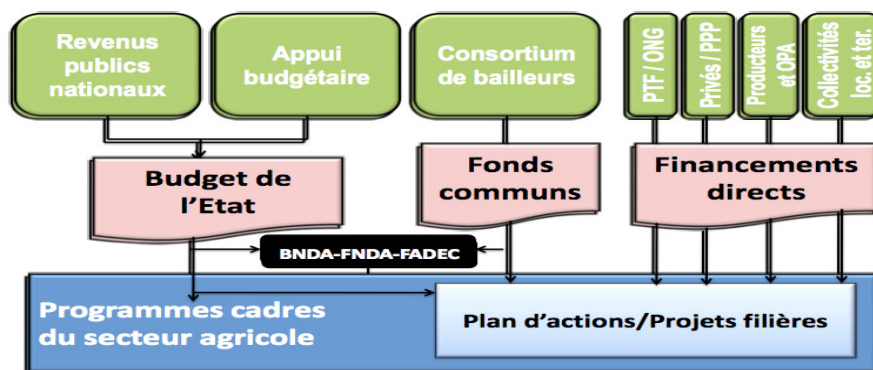 Revenus
publics
nationaux
Appui
budgétaire
Consortium
de bailleurs
PTF / ONG
Privés / PPP
Producteurs
et OPA
Collectivités
loc. et ter.
Budget de
l'Etat
Fonds
communs
Financements
directs
BNDA-FNDA-FADEC
Programmes cadres
du secteur agricole
Plan d'actions/Projets filières